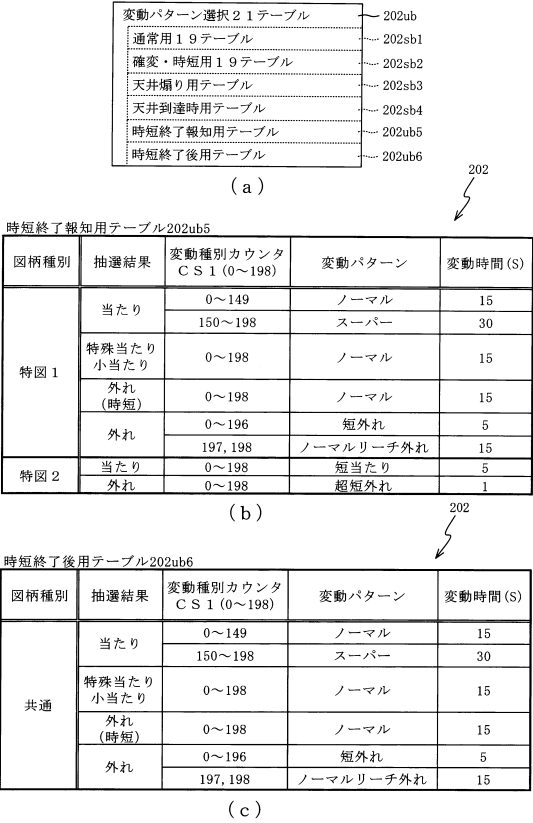 変動パターン選択２１テーブル 202ub
通常用１９テーブル 202sb1
確変・時短用１９テーブル 202sb2
天井煽り用テーブル 202sb3
天井到達時用テーブル 202sb4
時短終了報知用テーブル 202ub5
時短終了後用テーブル 202ub6
(a)
202
時短終了報知用テーブル202ub5
図柄種別 抽選結果 変動種別カウンタ ＣＳ１(0～198) 変動パターン 変動時間(S)
特図１ 当たり 0～149 ノーマル 15
150～198 スーパー 30
特殊当たり 小当たり 0～198 ノーマル 15
外れ (時短) 0～198 ノーマル 15
外れ 0～196 短外れ 5
197,198 ノーマルリーチ外れ 15
特図２ 当たり 0～198 短当たり 5
外れ 0～198 超短外れ 1
(b)
202
時短終了後用テーブル202ub6
図柄種別 抽選結果 変動種別カウンタ ＣＳ１(0～198) 変動パターン 変動時間(S)
共通 当たり 0～149 ノーマル 15
150～198 スーパー 30
特殊当たり 小当たり 0～198 ノーマル 15
外れ (時短) 0～198 ノーマル 15
外れ 0～196 短外れ 5
197,198 ノーマルリーチ外れ 15
(c)